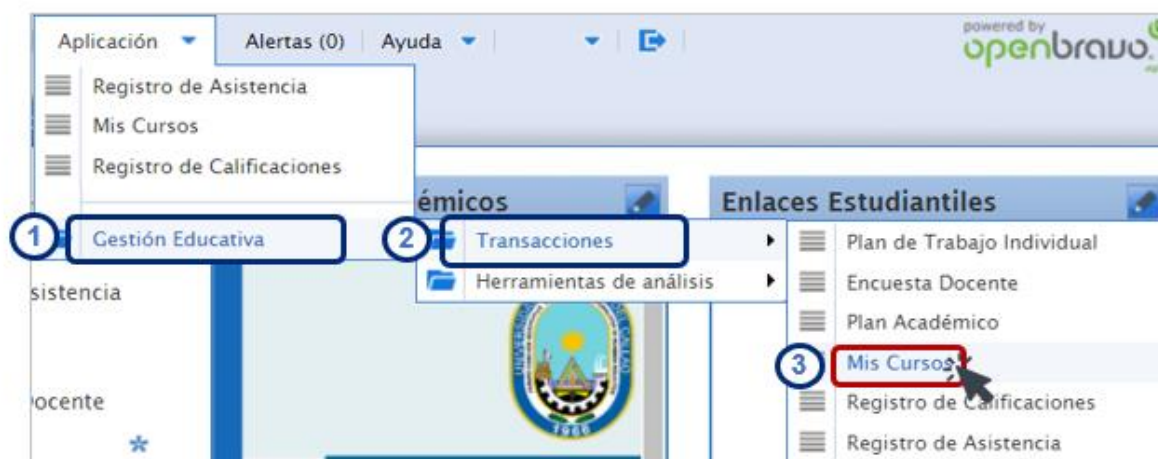 Aplicación Alertas (0) Ayuda
powered by
openbravo
Registro de Asistencia
Mis Cursos
Registro de Calificaciones
émicos
Enlaces Estudiantiles
1 Gestión Educativa
2 Transacciones
Plan de Trabajo Individual
Herramientas de análisis
Encuesta Docente
sistencia
Plan Académico
3 Mis Cursos
ocente
Registro de Calificaciones
1966
Registro de Asistencia